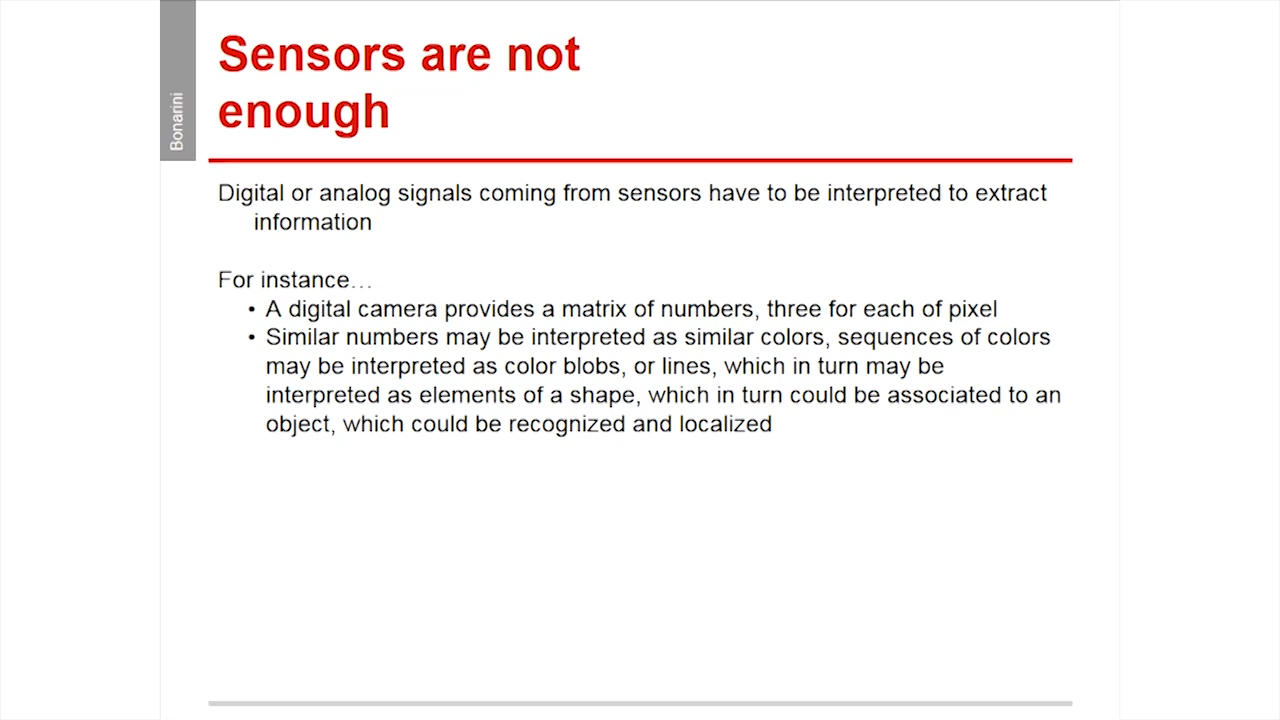 Bonarini
Sensors are not
enough
Digital or analog signals coming from sensors have to be interpreted to extract
information
For instance…
• A digital camera provides a matrix of numbers, three for each of pixel
• Similar numbers may be interpreted as similar colors, sequences of colors
may be interpreted as color blobs, or lines, which in turn may be
interpreted as elements of a shape, which in turn could be associated to an
object, which could be recognized and localized